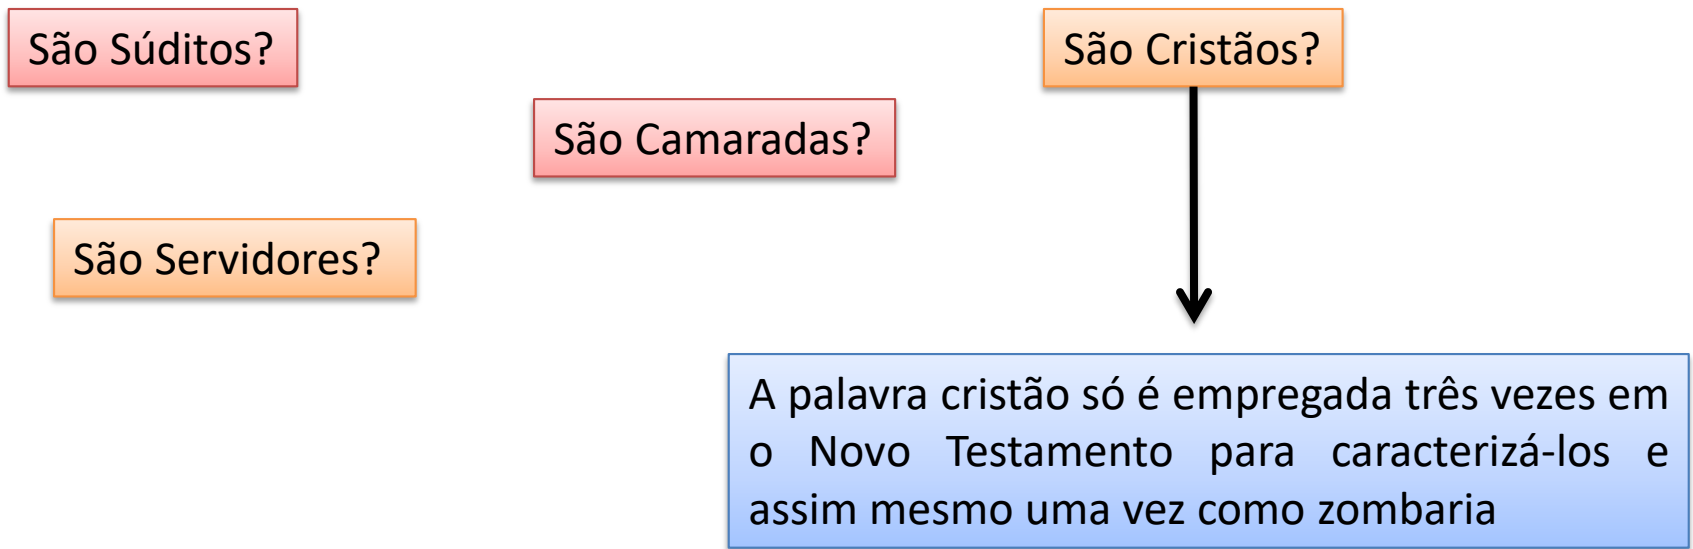 São Súditos?
São Cristãos?
São Camaradas?
São Servidores?
A palavra cristão só é empregada três vezes em
o Novo Testamento para caracterizá-los e
assim mesmo uma vez como zombaria